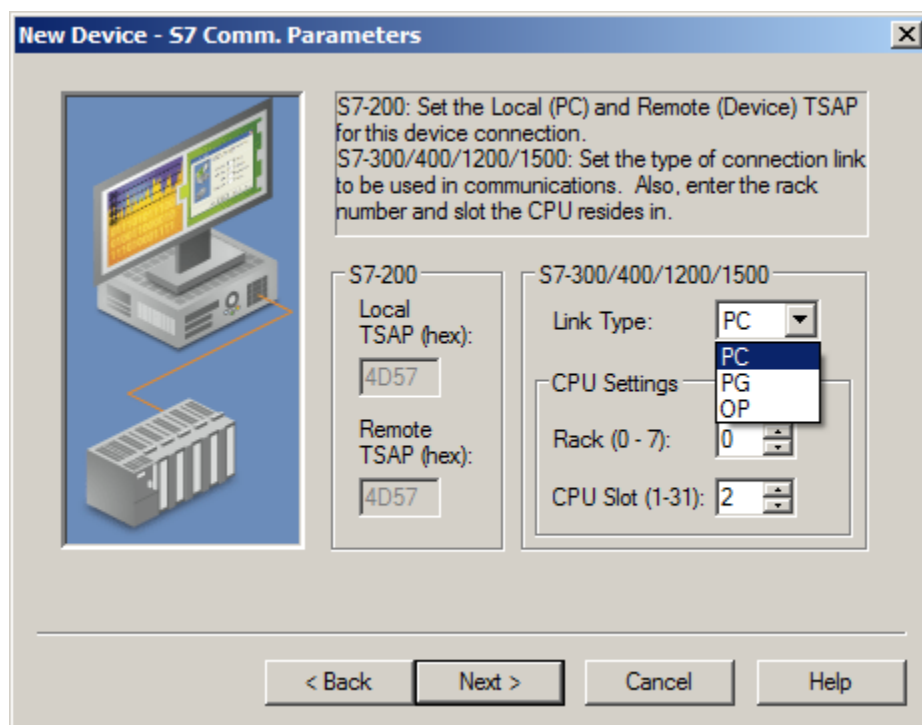 New Device - S7 Comm. Parameters
S7-200: Set the Local (PC) and Remote (Device) TSAP
for this device connection.
S7-300/400/1200/1500: Set the type of connection link
to be used in communications. Also, enter the rack
number and slot the CPU resides in.
S7-200
Local
TSAP (hex):
4D57
Remote
TSAP (hex):
4D57
S7-300/400/1200/1500
Link Type:
PC
PC
PG
OP
CPU Settings
Rack (0 - 7):
0
CPU Slot (1-31):
2
< Back
Next >
Cancel
Help